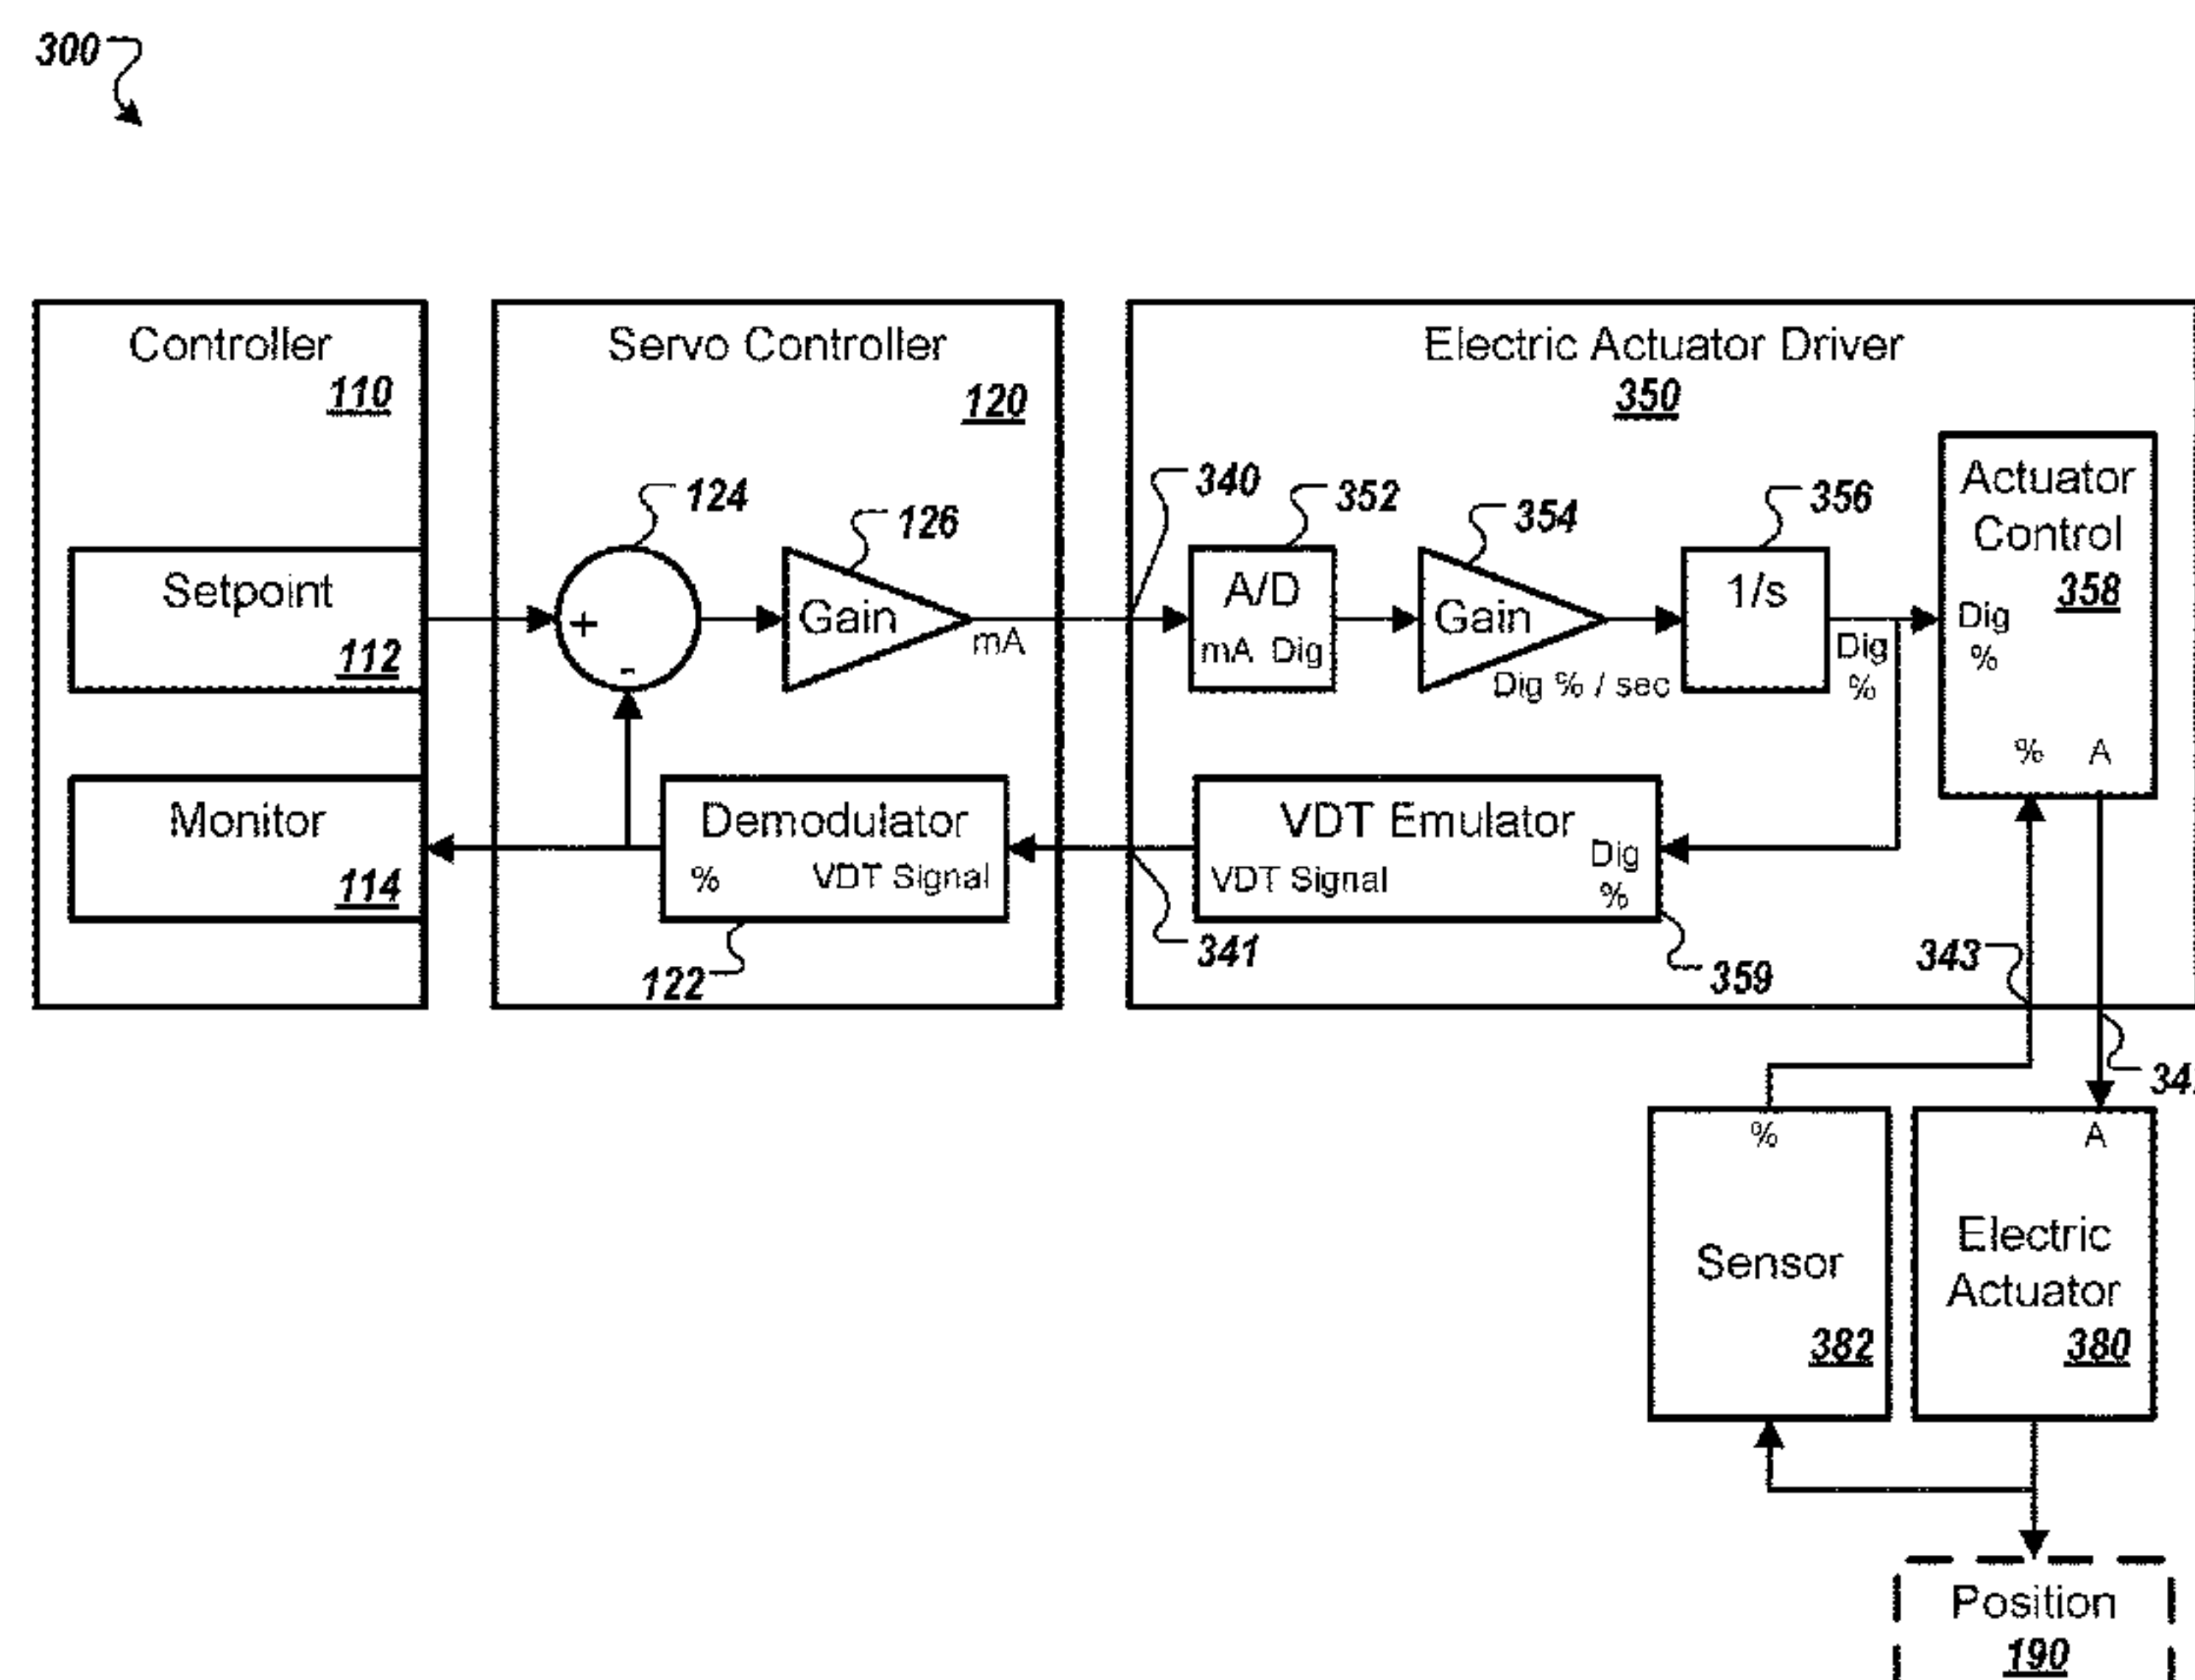 300
Controller
110
Setpoint
112
Monitor
114
Servo Controller
120
124
126
+
-
Gain
mA
Demodulator
% VDT Signal
122
Electric Actuator Driver
350
340
352
A/D
mA Dig
354
Gain
Dig % / sec
356
1/s
Dig
%
Actuator
Control
358
Dig
%
% A
VDT Emulator
VDT Signal
Dig
%
341
359
343
%
Sensor
382
A
Electric
Actuator
380
Position
190